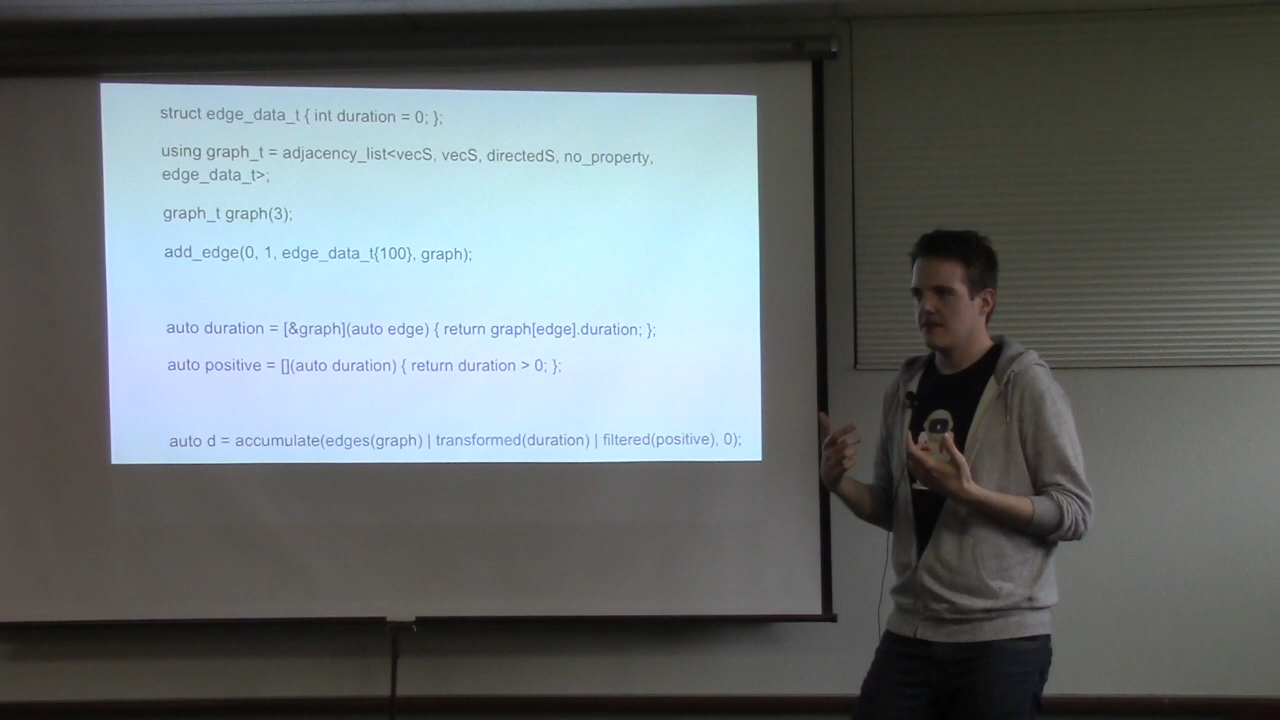 struct edge_data_t { int duration = 0; };
using graph_t = adjacency_list<vecS, vecS, directedS, no_property,
edge_data_t>;
graph_t graph(3);
add_edge(0, 1, edge_data_t{100}, graph);
auto duration = [&graph](auto edge) { return graph[edge].duration; };
auto positive = [](auto duration) { return duration > 0; };
auto d = accumulate(edges(graph) | transformed(duration) | filtered(positive), 0);